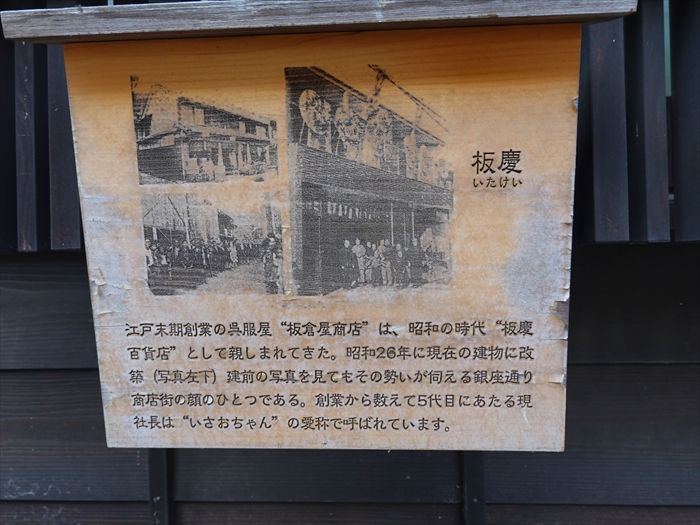 板慶
いたけい
江戸末期創業の呉服屋“板倉屋商店”は、昭和の時代“板慶
百貨店”として親しまれてきた。昭和26年に現在の建物に改
築（写真左下）建前の写真を見てもその勢いが伺える銀座通り
商店街の顔のひとつである。創業から数えて5代目にあたる現
社長は“いさおちゃん”の愛称で呼ばれています。